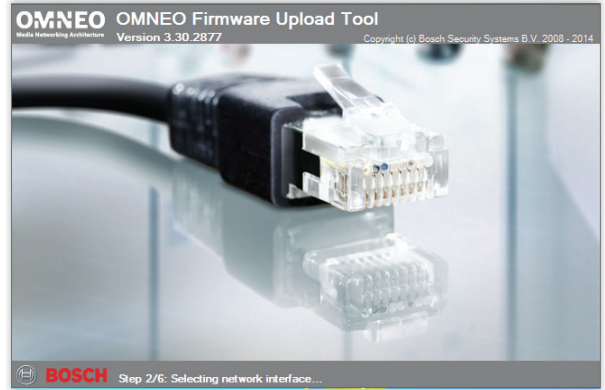 OMNEO OMNEO Firmware Upload Tool
Media Networking Architecture Version 3.30.2877
Copyright (c) Bosch Security Systems B.V. 2008 - 2014
BOSCH Step 2/6: Selecting network interface...